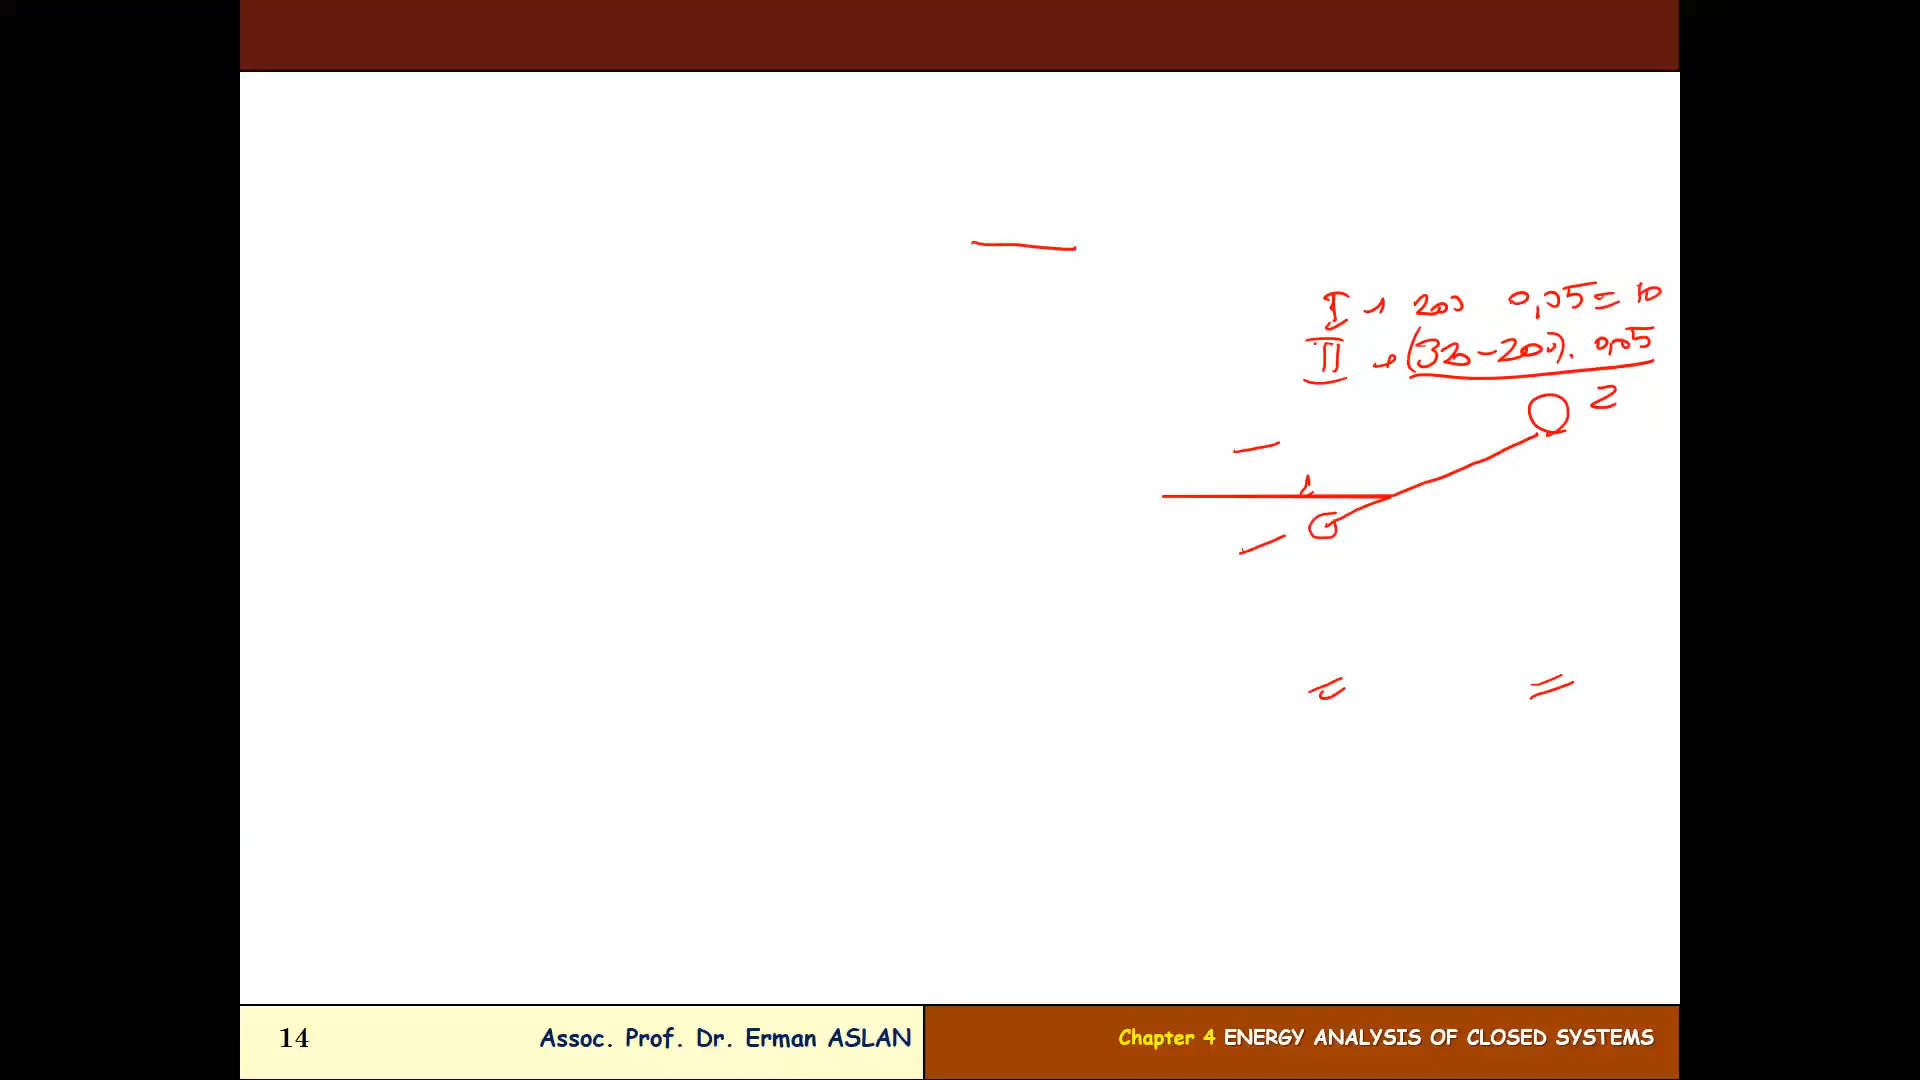 I → 200 0,05 = 10
II → (320-200). 0,05
2
1
14
Assoc. Prof. Dr. Erman ASLAN
Chapter 4 ENERGY ANALYSIS OF CLOSED SYSTEMS